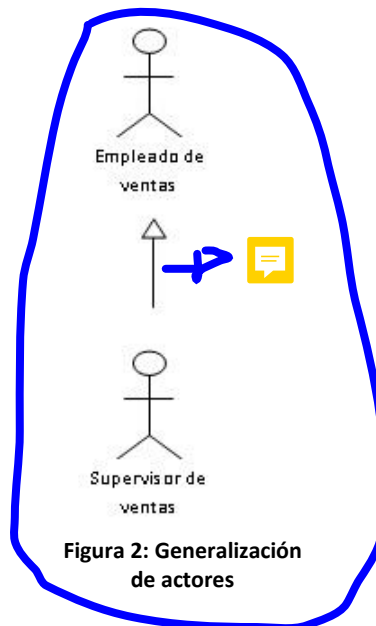 Empleado de
ventas
Supervisor de
ventas
Figura 2: Generalización
de actores